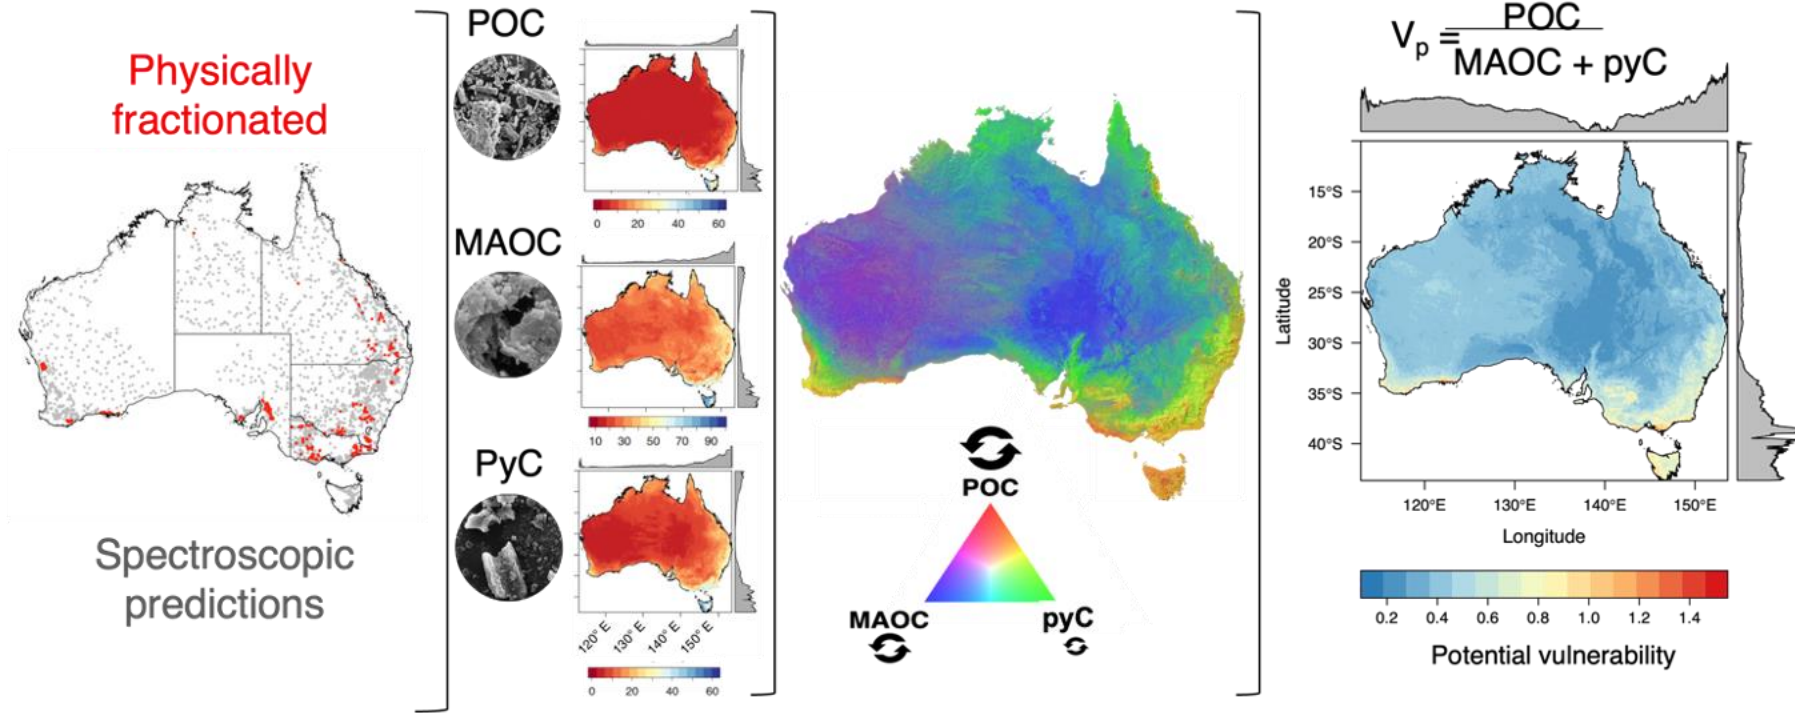 Physically
fractionated
Spectroscopic
predictions
POC
0 20 40 60
MAOC
10 30 50 70 90
PyC
120° E 130° E 140° E 150° E
0 20 40 60
POC
MAOC
pyC
Vp = POC
MAOC + pyC
Latitude
15°S
20°S
25°S
30°S
35°S
40°S
120°E 130°E 140°E 150°E
Longitude
0.2 0.4 0.6 0.8 1.0 1.2 1.4
Potential vulnerability